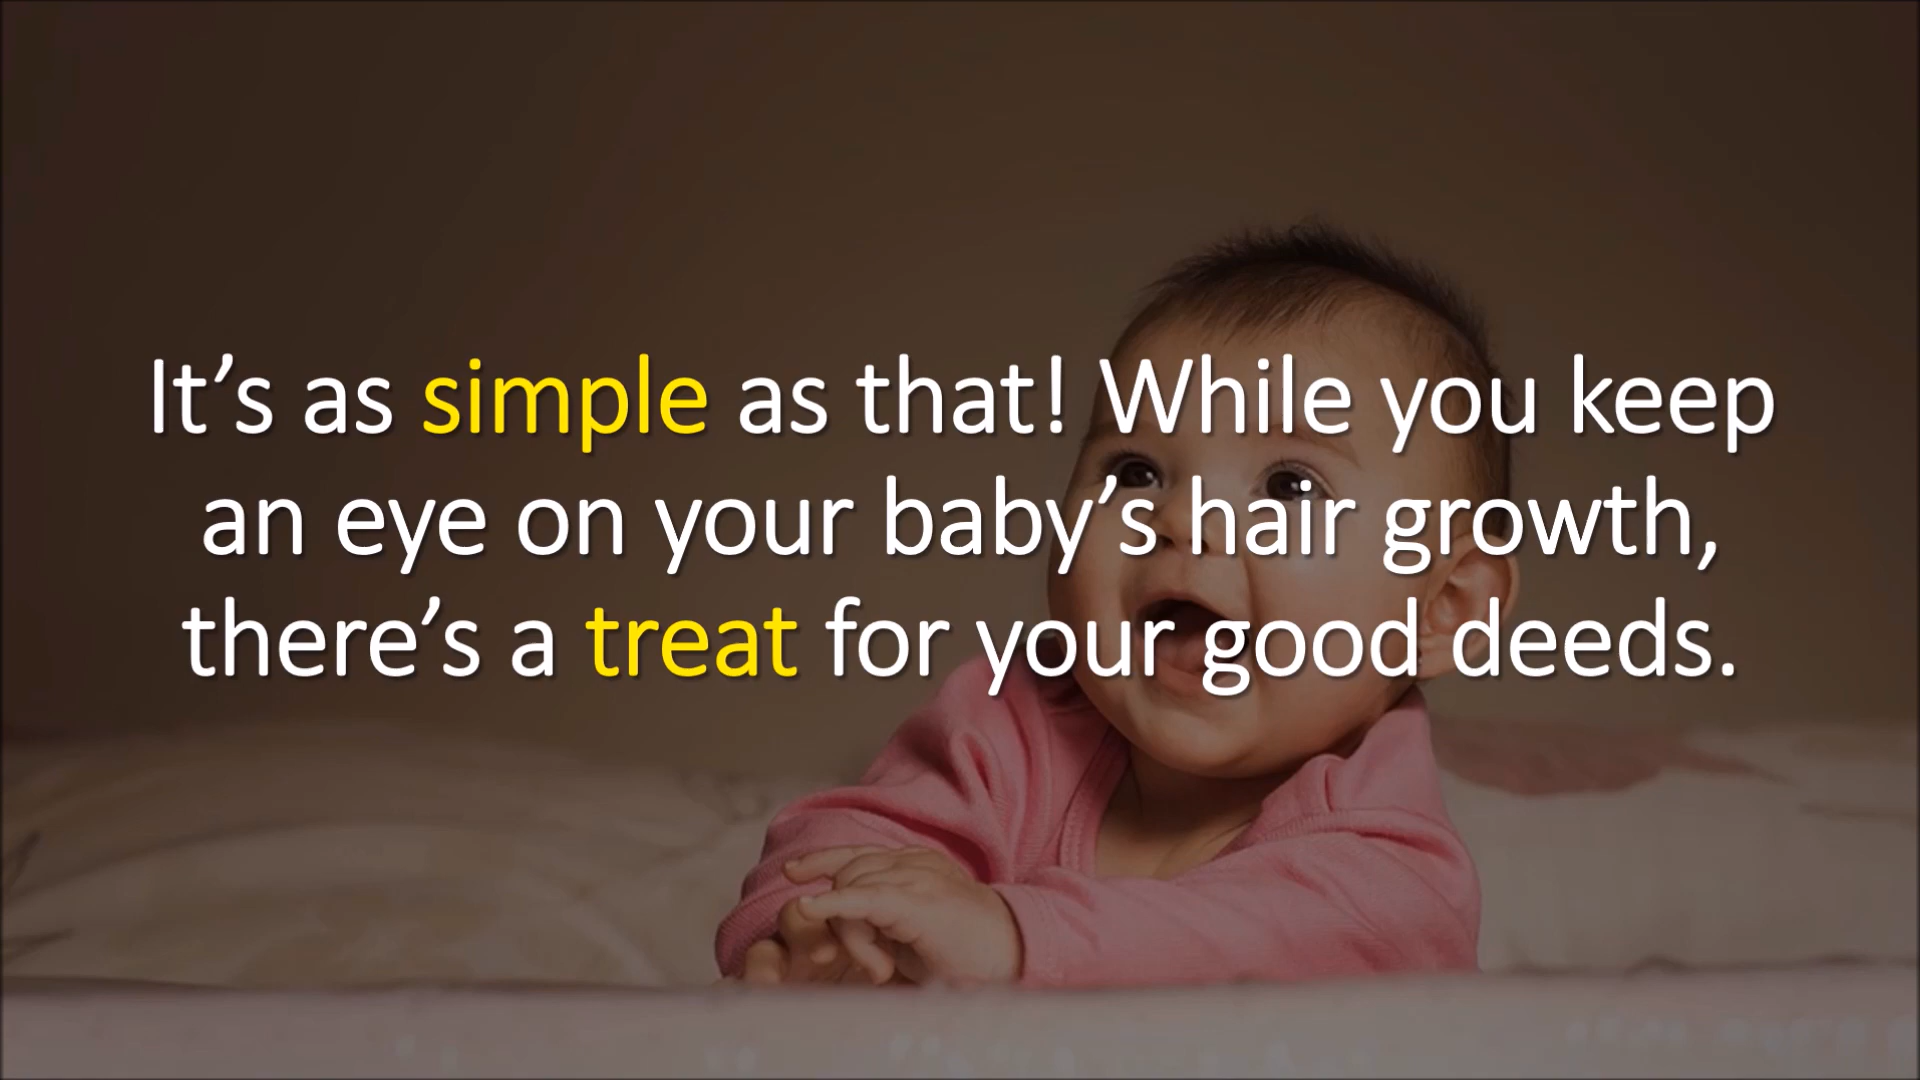 It’s as simple as that! While you keep
an eye on your baby’s hair growth,
there’s a treat for your good deeds.